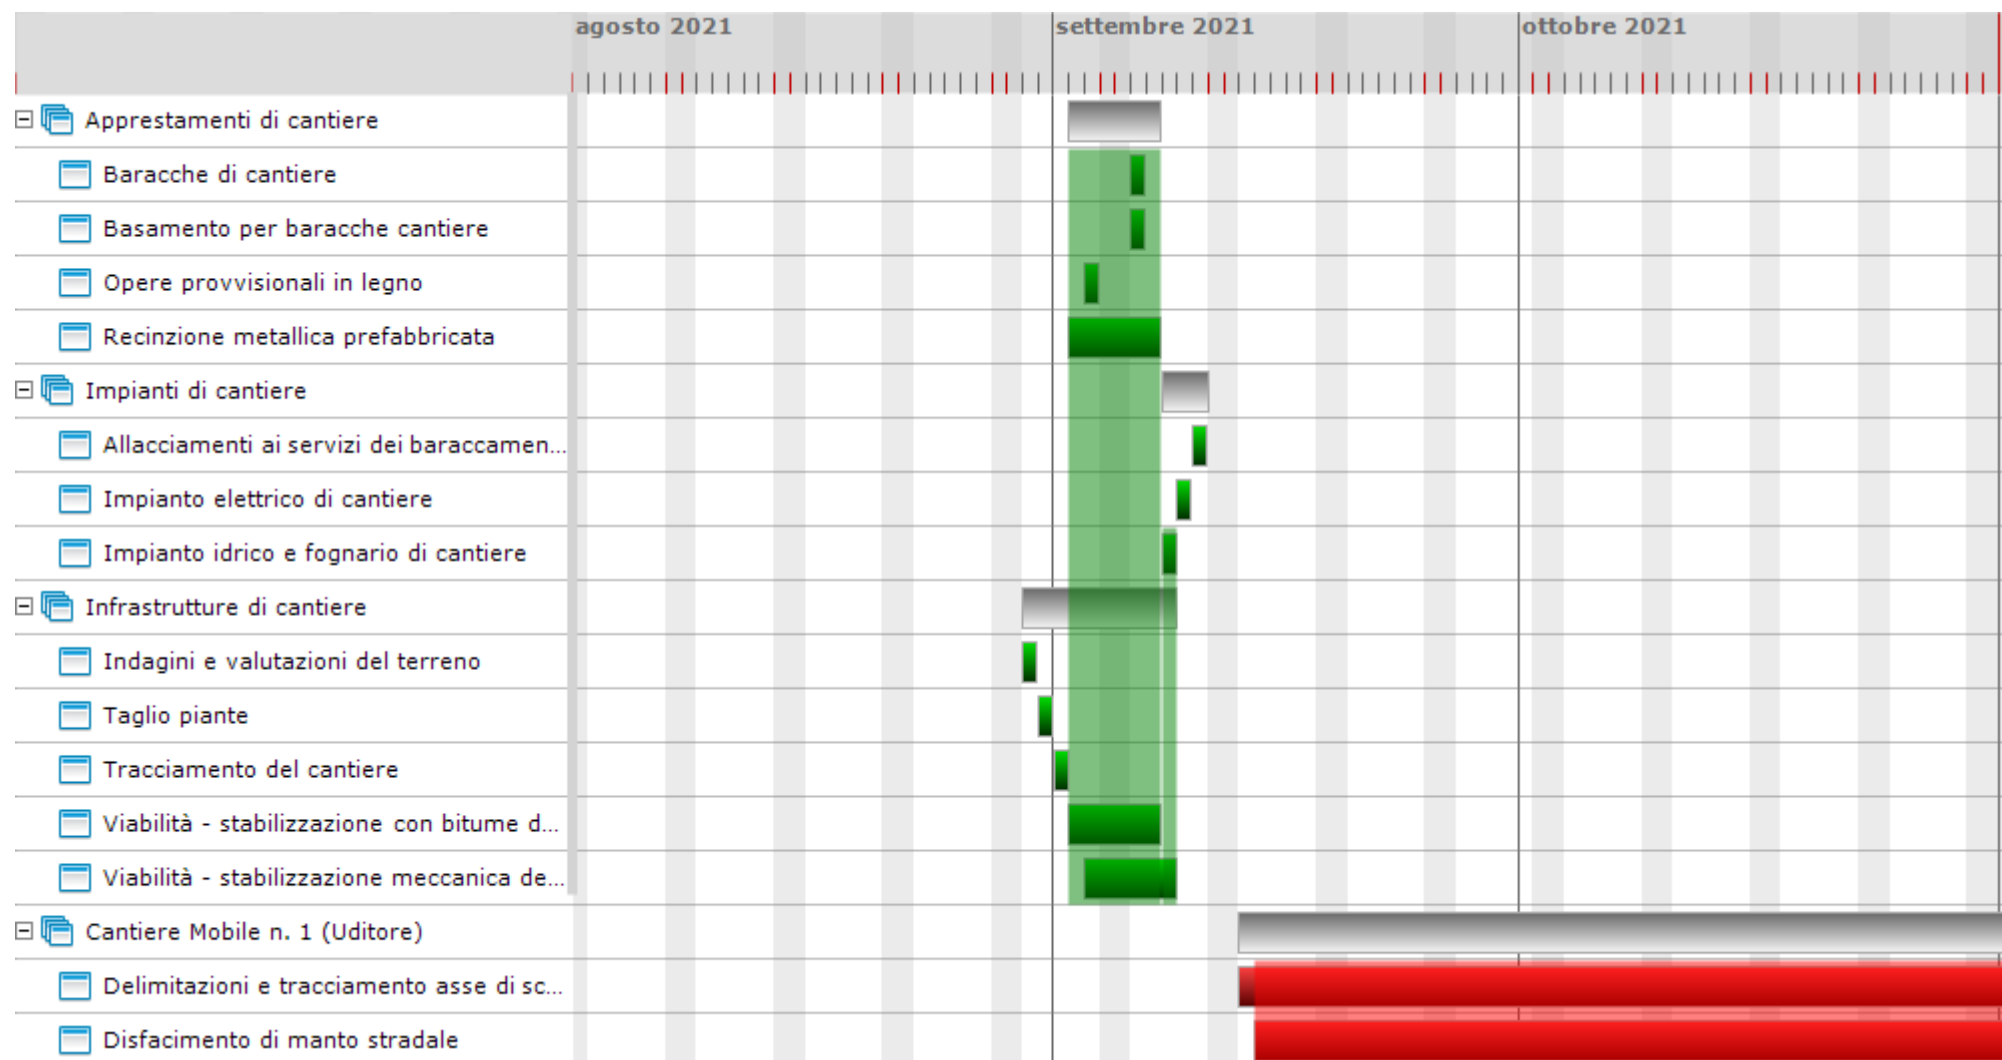 agosto 2021 settembre 2021 ottobre 2021
Apprestamenti di cantiere
Baracche di cantiere
Basamento per baracche cantiere
Opere provvisionali in legno
Recinzione metallica prefabbricata
Impianti di cantiere
Allacciamenti ai servizi dei baraccamen...
Impianto elettrico di cantiere
Impianto idrico e fognario di cantiere
Infrastrutture di cantiere
Indagini e valutazioni del terreno
Taglio piante
Tracciamento del cantiere
Viabilità - stabilizzazione con bitume d...
Viabilità - stabilizzazione meccanica de...
Cantiere Mobile n. 1 (Uditore)
Delimitazioni e tracciamento asse di sc...
Disfacimento di manto stradale